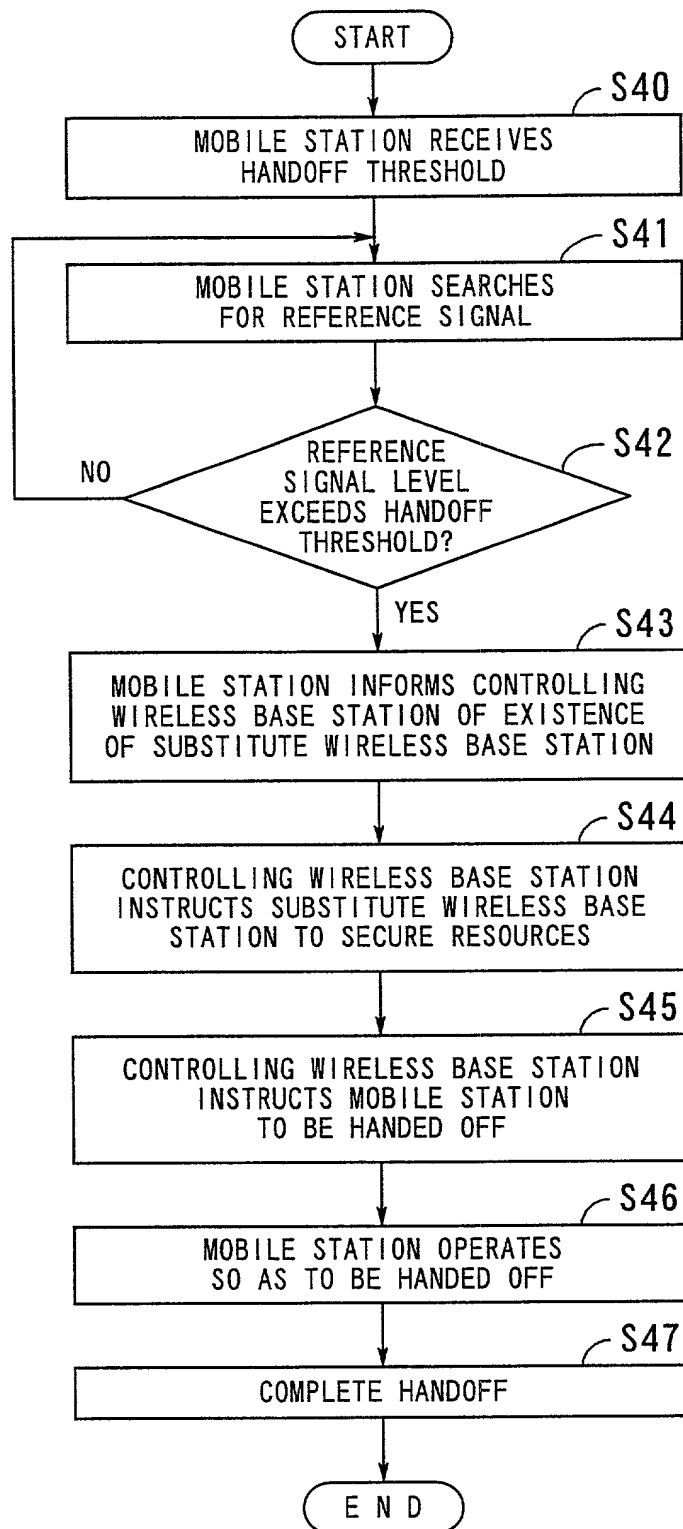 START
S40
MOBILE STATION RECEIVES
HANDOFF THRESHOLD
S41
MOBILE STATION SEARCHES
FOR REFERENCE SIGNAL
S42
REFERENCE
SIGNAL LEVEL
EXCEEDS HANDOFF
THRESHOLD?
NO
YES
S43
MOBILE STATION INFORMS CONTROLLING
WIRELESS BASE STATION OF EXISTENCE
OF SUBSTITUTE WIRELESS BASE STATION
S44
CONTROLLING WIRELESS BASE STATION
INSTRUCTS SUBSTITUTE WIRELESS BASE
STATION TO SECURE RESOURCES
S45
CONTROLLING WIRELESS BASE STATION
INSTRUCTS MOBILE STATION
TO BE HANDED OFF
S46
MOBILE STATION OPERATES
SO AS TO BE HANDED OFF
S47
COMPLETE HANDOFF
END